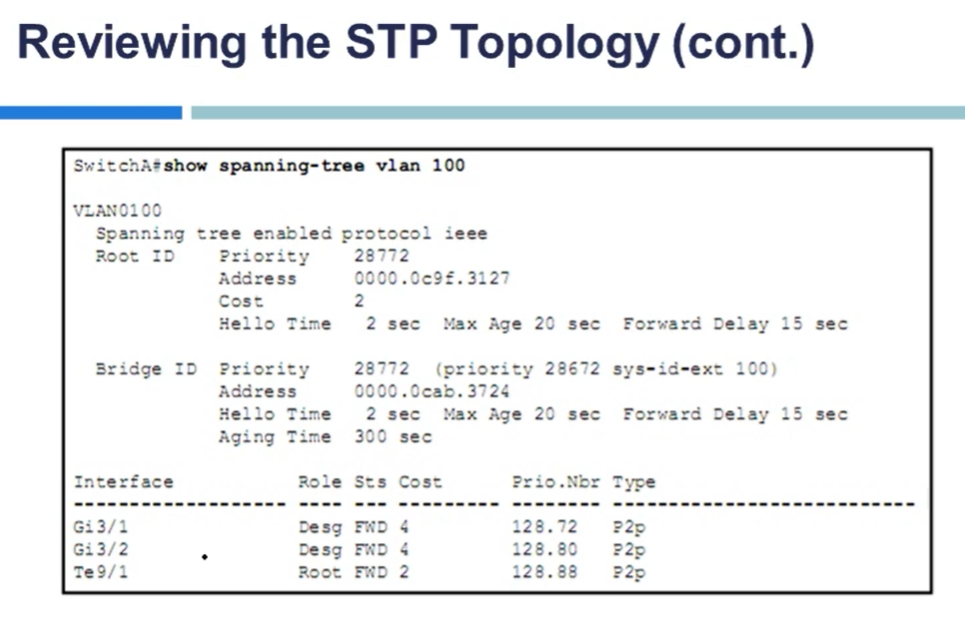 Reviewing the STP Topology (cont.)
SwitchA#show spanning-tree vlan 100
VLAN0100
Spanning tree enabled protocol ieee
Root ID Priority 28772
Address 0000.0c9f.3127
Cost 2
Hello Time 2 sec Max Age 20 sec Forward Delay 15 sec
Bridge ID Priority 28772 (priority 28672 sys-id-ext 100)
Address 0000.0cab.3724
Hello Time 2 sec Max Age 20 sec Forward Delay 15 sec
Aging Time 300 sec
Interface Role Sts Cost Prio.Nbr Type
------------------- ---- --- --------- -------- --------------------------------
Gi3/1 Desg FWD 4 128.72 P2p
Gi3/2 Desg FWD 4 128.80 P2p
Te9/1 Root FWD 2 128.88 P2p